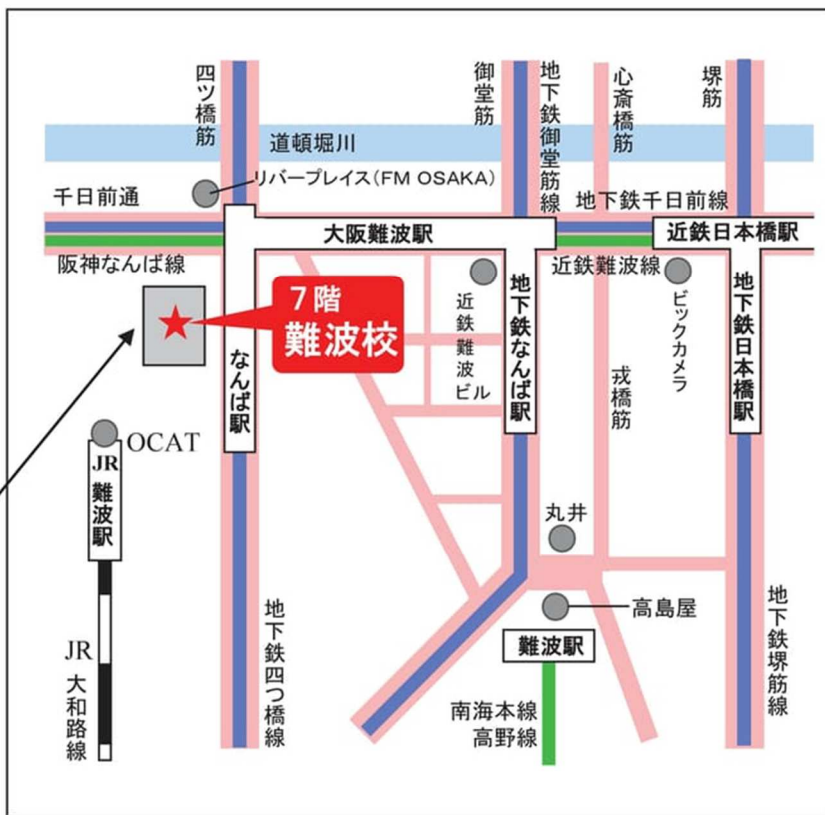 四ツ橋筋
御堂筋
地下鉄御堂筋線
心斎橋筋
堺筋
道頓堀川
リバープレイス(FM OSAKA)
千日前通
地下鉄千日前線
大阪難波駅
近鉄日本橋駅
阪神なんば線
近鉄難波線
7階
難波校
なんば駅
近鉄難波ビル
地下鉄なんば駅
戎橋筋
ビックカメラ
地下鉄日本橋駅
OCAT
JR
難波駅
丸井
高島屋
難波駅
JR
大和路線
地下鉄四つ橋線
南海本線
高野線
地下鉄堺筋線